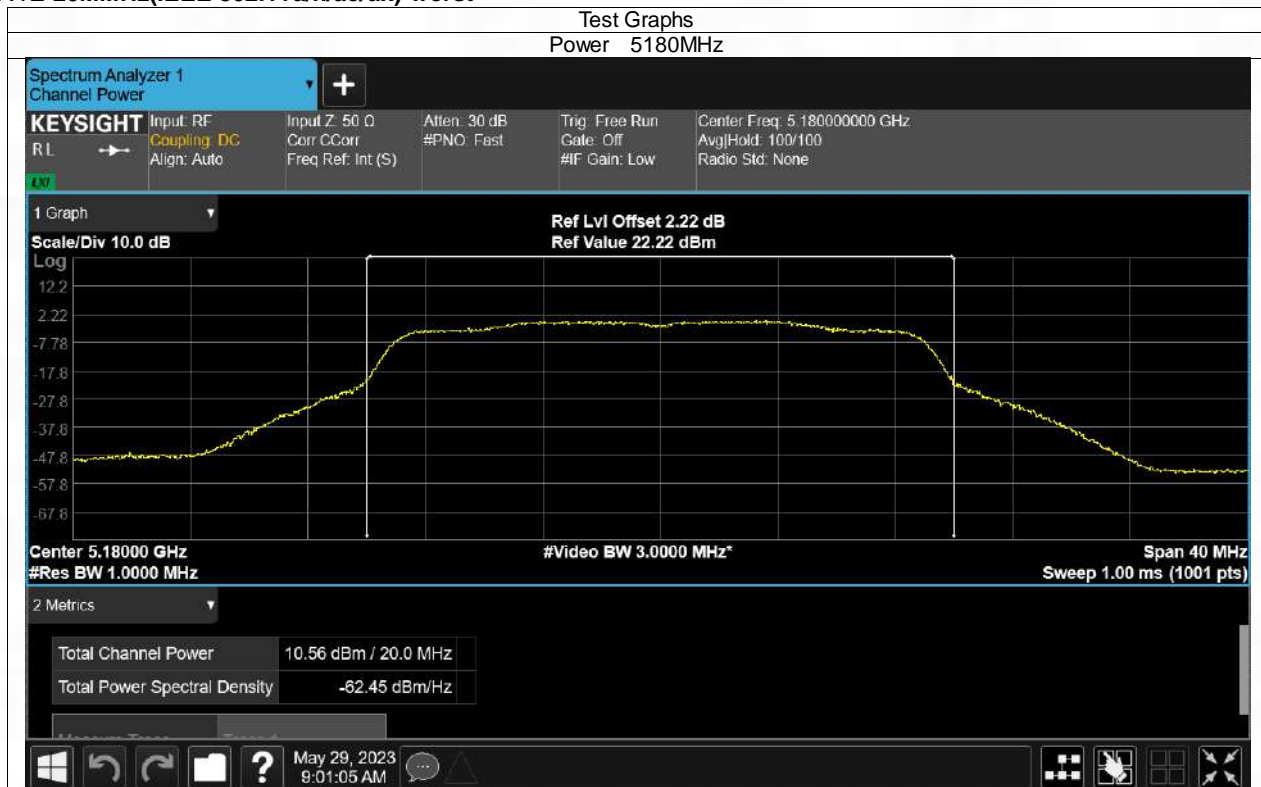 Test Graphs
Power 5180MHz
Spectrum Analyzer 1
Channel Power
+
KEYSIGHT
RL
LXI
Input: RF
Coupling: DC
Align: Auto
Input Z: 50 Ω
Corr CCorr
Freq Ref: Int (S)
Atten: 30 dB
#PNO: Fast
Trig: Free Run
Gate: Off
#IF Gain: Low
Center Freq: 5.180000000 GHz
Avg|Hold: 100/100
Radio Std: None
1 Graph
Scale/Div 10.0 dB
Ref Lvl Offset 2.22 dB
Ref Value 22.22 dBm
Log
12.2
2.22
-7.78
-17.8
-27.8
-37.8
-47.8
-57.8
-67.8
Center 5.18000 GHz
#Video BW 3.0000 MHz*
Span 40 MHz
#Res BW 1.0000 MHz
Sweep 1.00 ms (1001 pts)
2 Metrics
Total Channel Power 10.56 dBm / 20.0 MHz
Total Power Spectral Density -62.45 dBm/Hz
?
May 29, 2023
9:01:05 AM